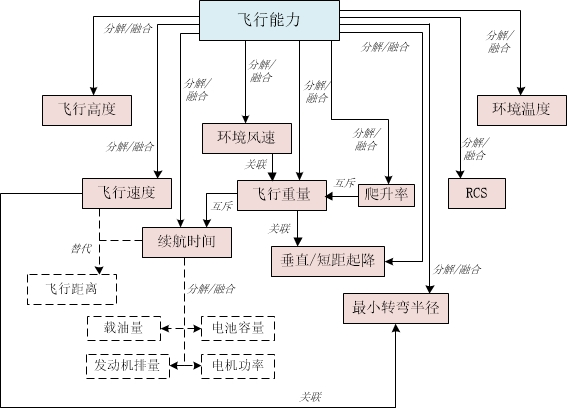 飞行能力
分解/融合
分解/融合
分解/融合
分解/融合
分解/融合
分解/融合
飞行高度
环境温度
环境风速
分解/融合
分解/融合
分解/融合
关联
互斥
飞行速度
飞行重量
爬升率
RCS
互斥
关联
替代
续航时间
垂直/短距起降
分解/融合
飞行距离
分解/融合
最小转弯半径
载油量
电池容量
发动机排量
电机功率
关联